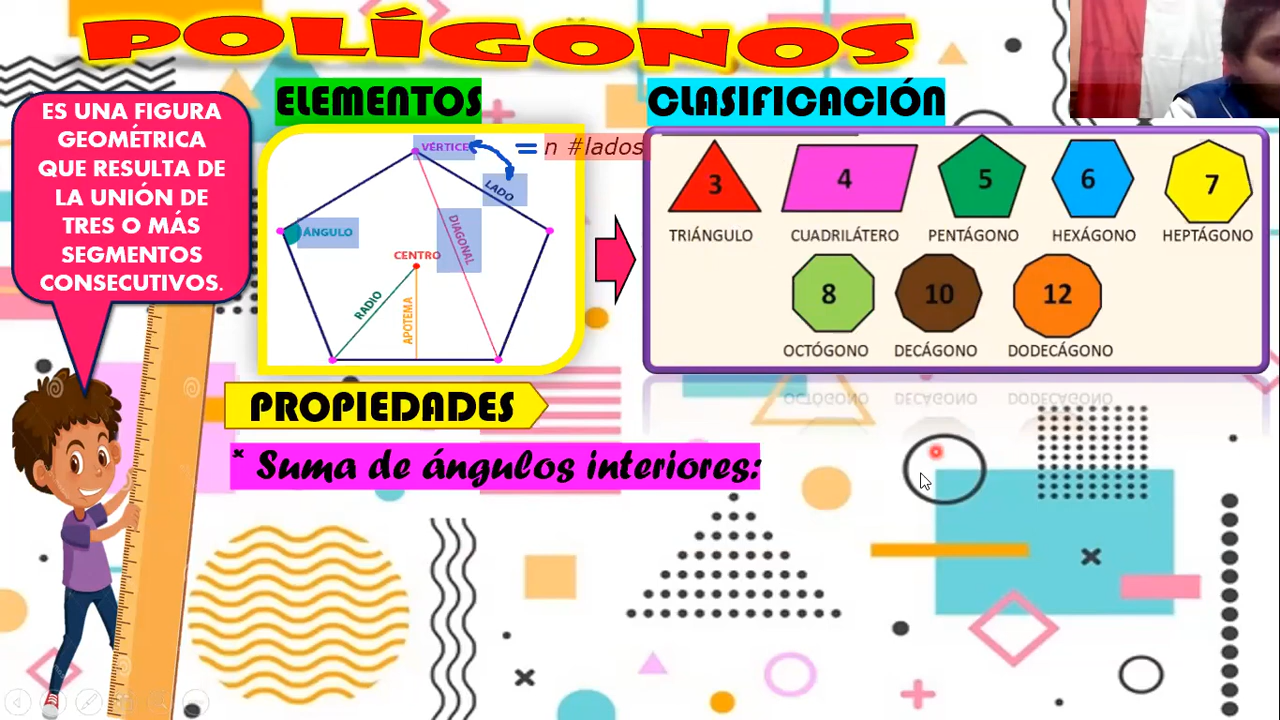 POLÍGONOS
ES UNA FIGURA
GEOMÉTRICA
QUE RESULTA DE
LA UNIÓN DE
TRES O MÁS
SEGMENTOS
CONSECUTIVOS.
ELEMENTOS
VÉRTICE
= n #lados
LADO
ÁNGULO
DIAGONAL
CENTRO
RADIO
APOTEMA
CLASIFICACIÓN
3 4 5 6 7
TRIÁNGULO CUADRILÁTERO PENTÁGONO HEXÁGONO HEPTÁGONO
8 10 12
OCTÓGONO DECÁGONO DODECÁGONO
PROPIEDADES
* Suma de ángulos interiores: